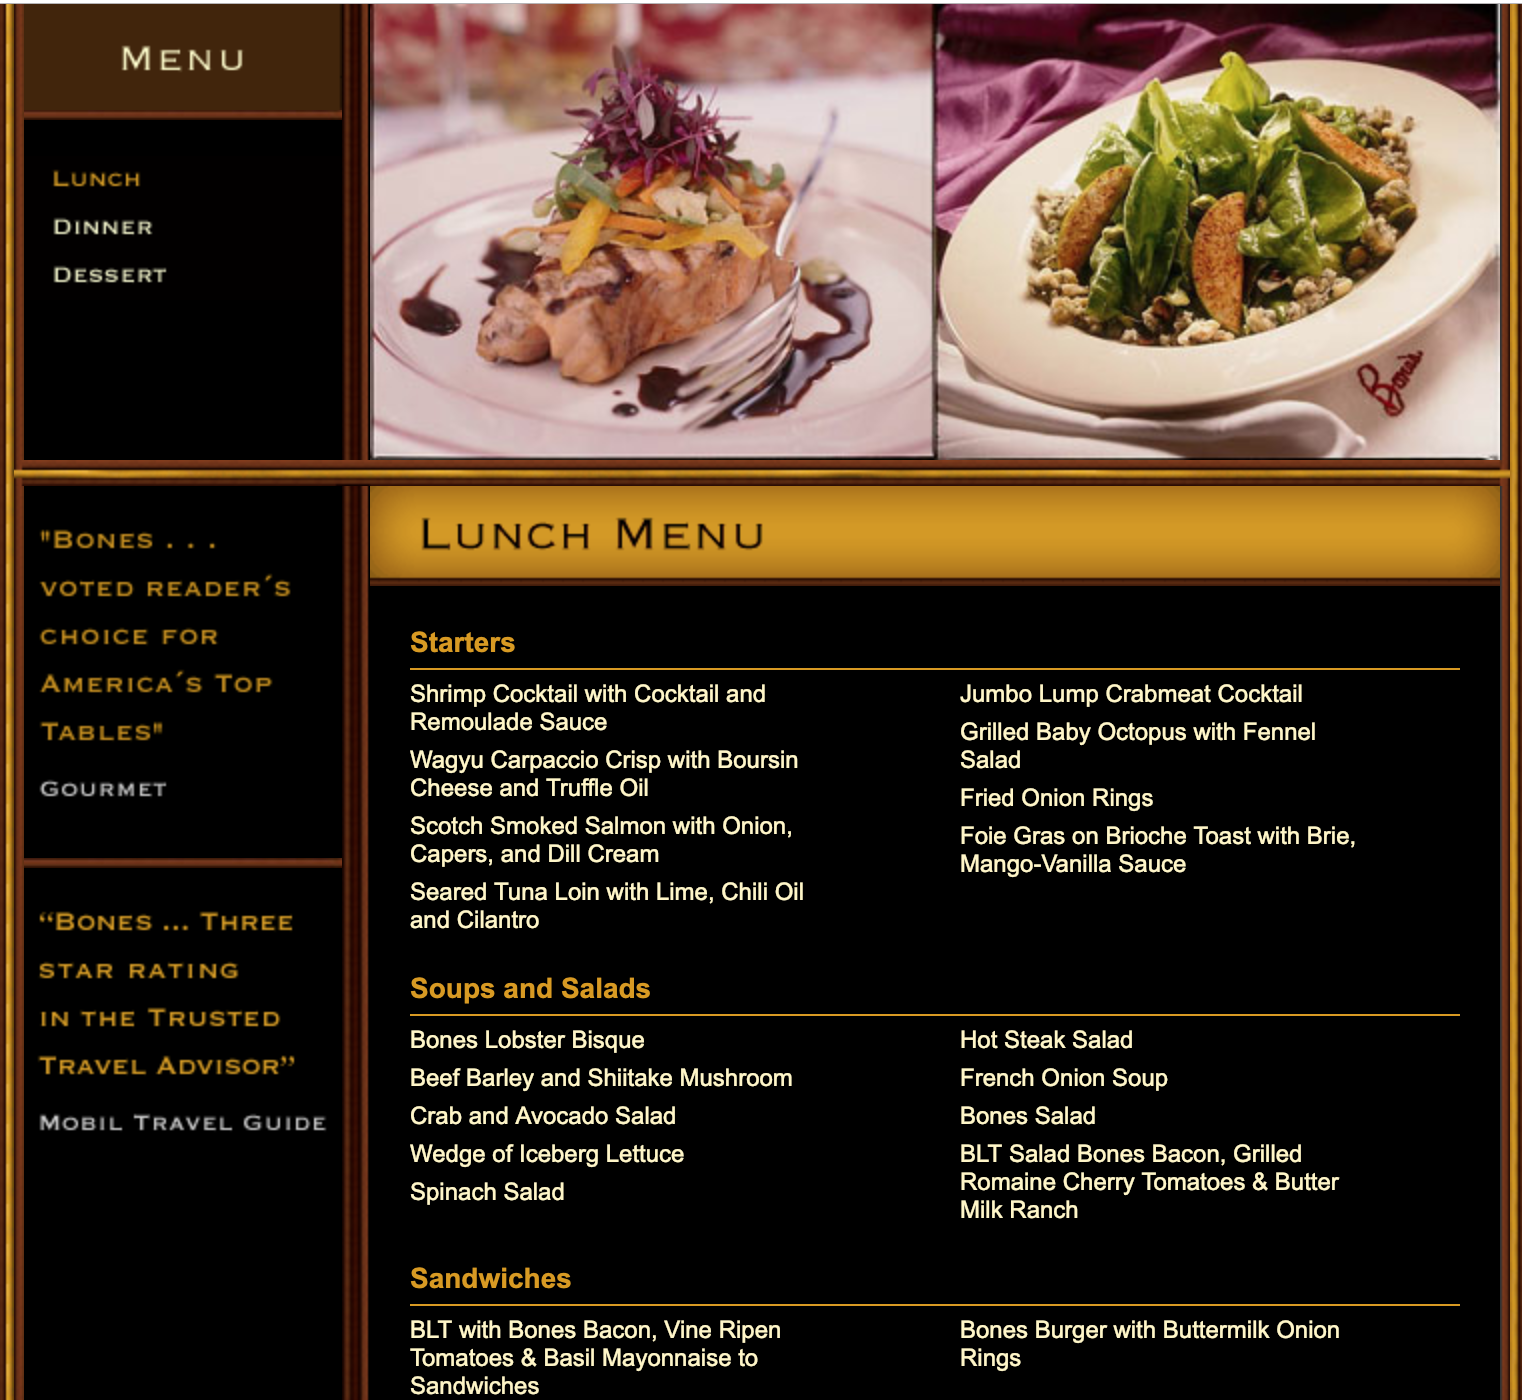 Menu
Lunch
Dinner
Dessert
Bones
"Bones . . .
voted reader´s
choice for
America´s Top
Tables"
Gourmet
“Bones ... Three
star rating
in the Trusted
Travel Advisor”
Mobil Travel Guide
Lunch Menu
Starters
Shrimp Cocktail with Cocktail and
Remoulade Sauce
Wagyu Carpaccio Crisp with Boursin
Cheese and Truffle Oil
Scotch Smoked Salmon with Onion,
Capers, and Dill Cream
Seared Tuna Loin with Lime, Chili Oil
and Cilantro
Jumbo Lump Crabmeat Cocktail
Grilled Baby Octopus with Fennel
Salad
Fried Onion Rings
Foie Gras on Brioche Toast with Brie,
Mango-Vanilla Sauce
Soups and Salads
Bones Lobster Bisque
Beef Barley and Shiitake Mushroom
Crab and Avocado Salad
Wedge of Iceberg Lettuce
Spinach Salad
Hot Steak Salad
French Onion Soup
Bones Salad
BLT Salad Bones Bacon, Grilled
Romaine Cherry Tomatoes & Butter
Milk Ranch
Sandwiches
BLT with Bones Bacon, Vine Ripen
Tomatoes & Basil Mayonnaise to
Sandwiches
Bones Burger with Buttermilk Onion
Rings